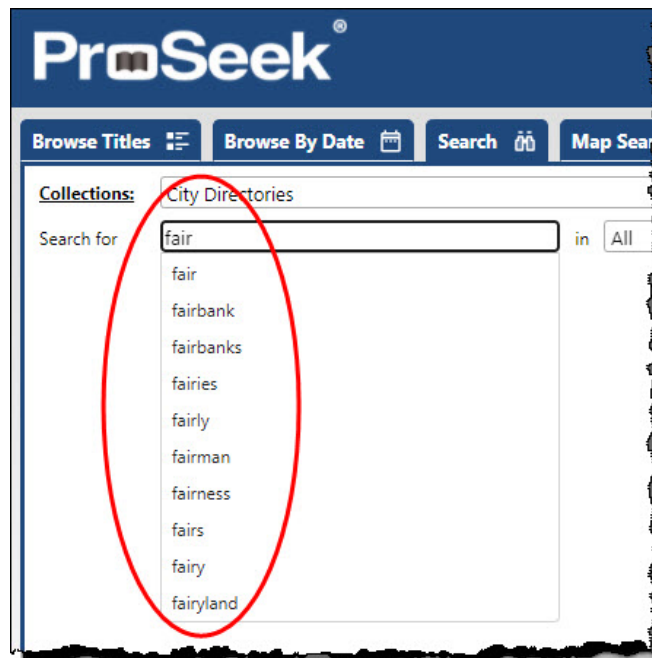 ProSeek®
Browse Titles Browse By Date Search Map Sear
Collections: City Directories
Search for fair in All
fair
fairbank
fairbanks
fairies
fairly
fairman
fairness
fairs
fairy
fairyland